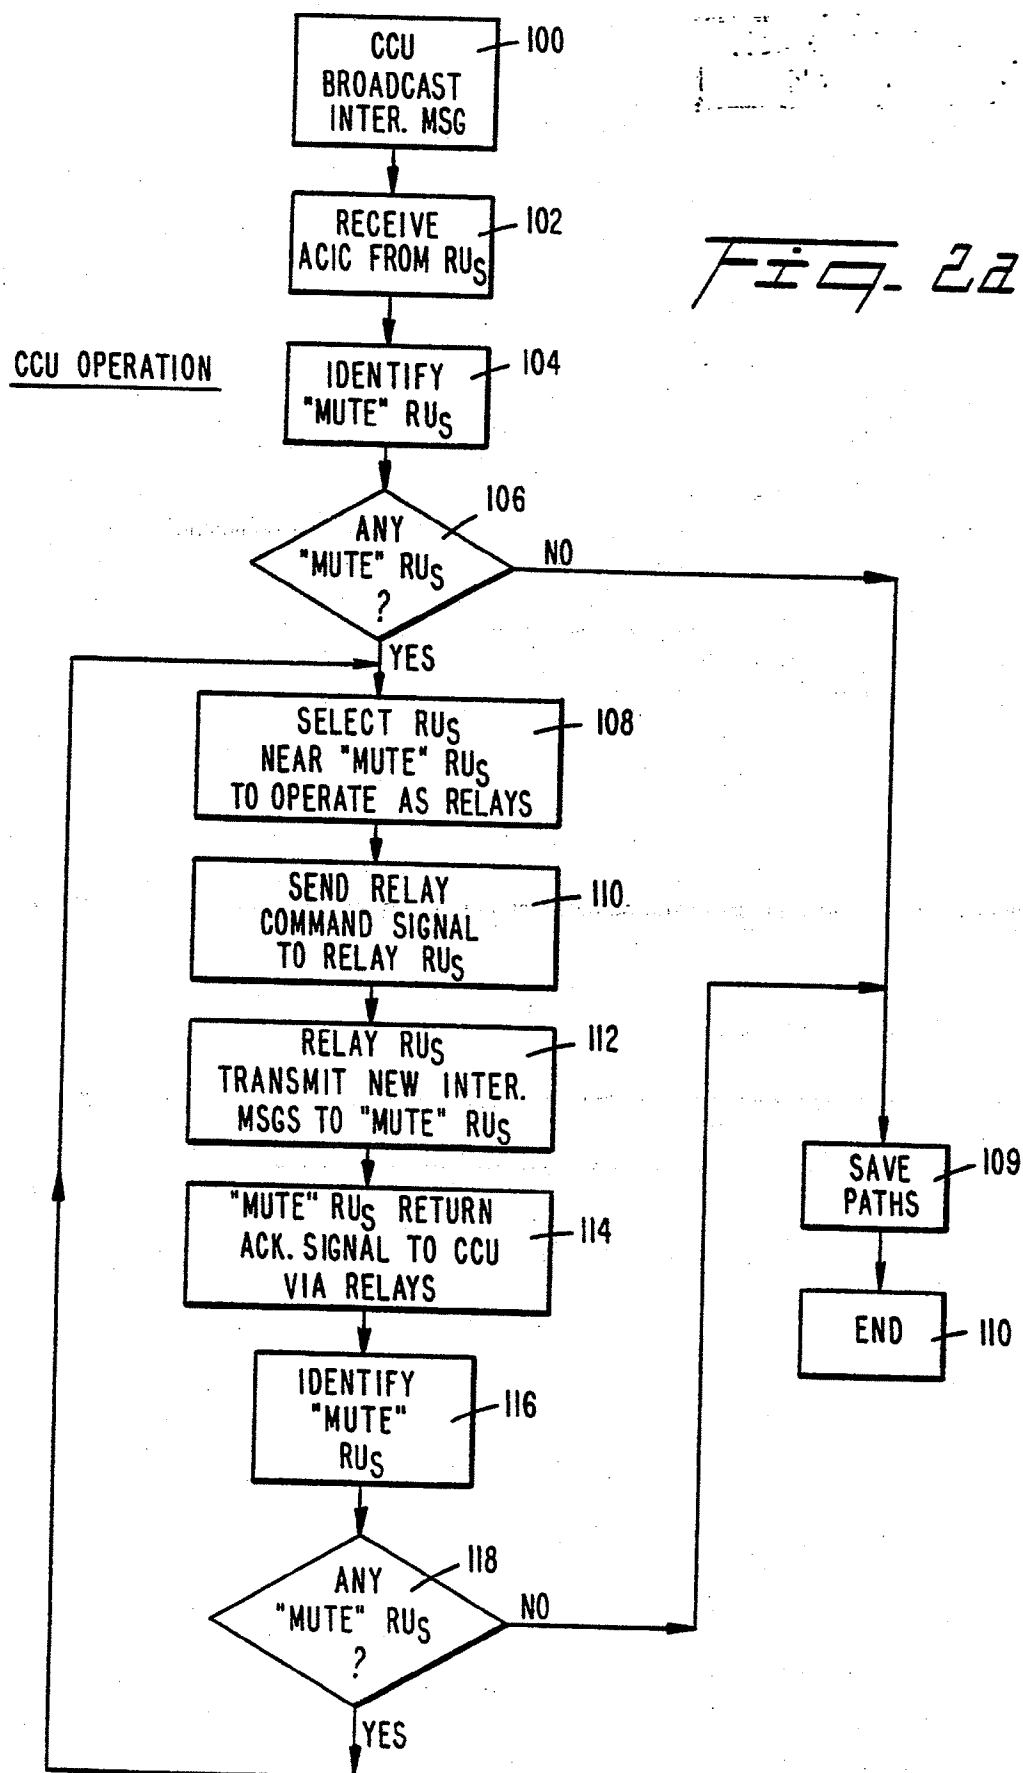 CCU
BROADCAST
INTER. MSG
100
RECEIVE
ACIC FROM RUS
102
Fig. 2a
CCU OPERATION
IDENTIFY
"MUTE" RUS
104
106
ANY
"MUTE" RUS
?
NO
YES
SELECT RUS
NEAR "MUTE" RUS
TO OPERATE AS RELAYS
108
SEND RELAY
COMMAND SIGNAL
TO RELAY RUS
110
RELAY RUS
TRANSMIT NEW INTER.
MSGS TO "MUTE" RUS
112
SAVE
PATHS
109
"MUTE" RUS RETURN
ACK. SIGNAL TO CCU
VIA RELAYS
114
END
110
IDENTIFY
"MUTE"
RUS
116
118
ANY
"MUTE" RUS
?
NO
YES